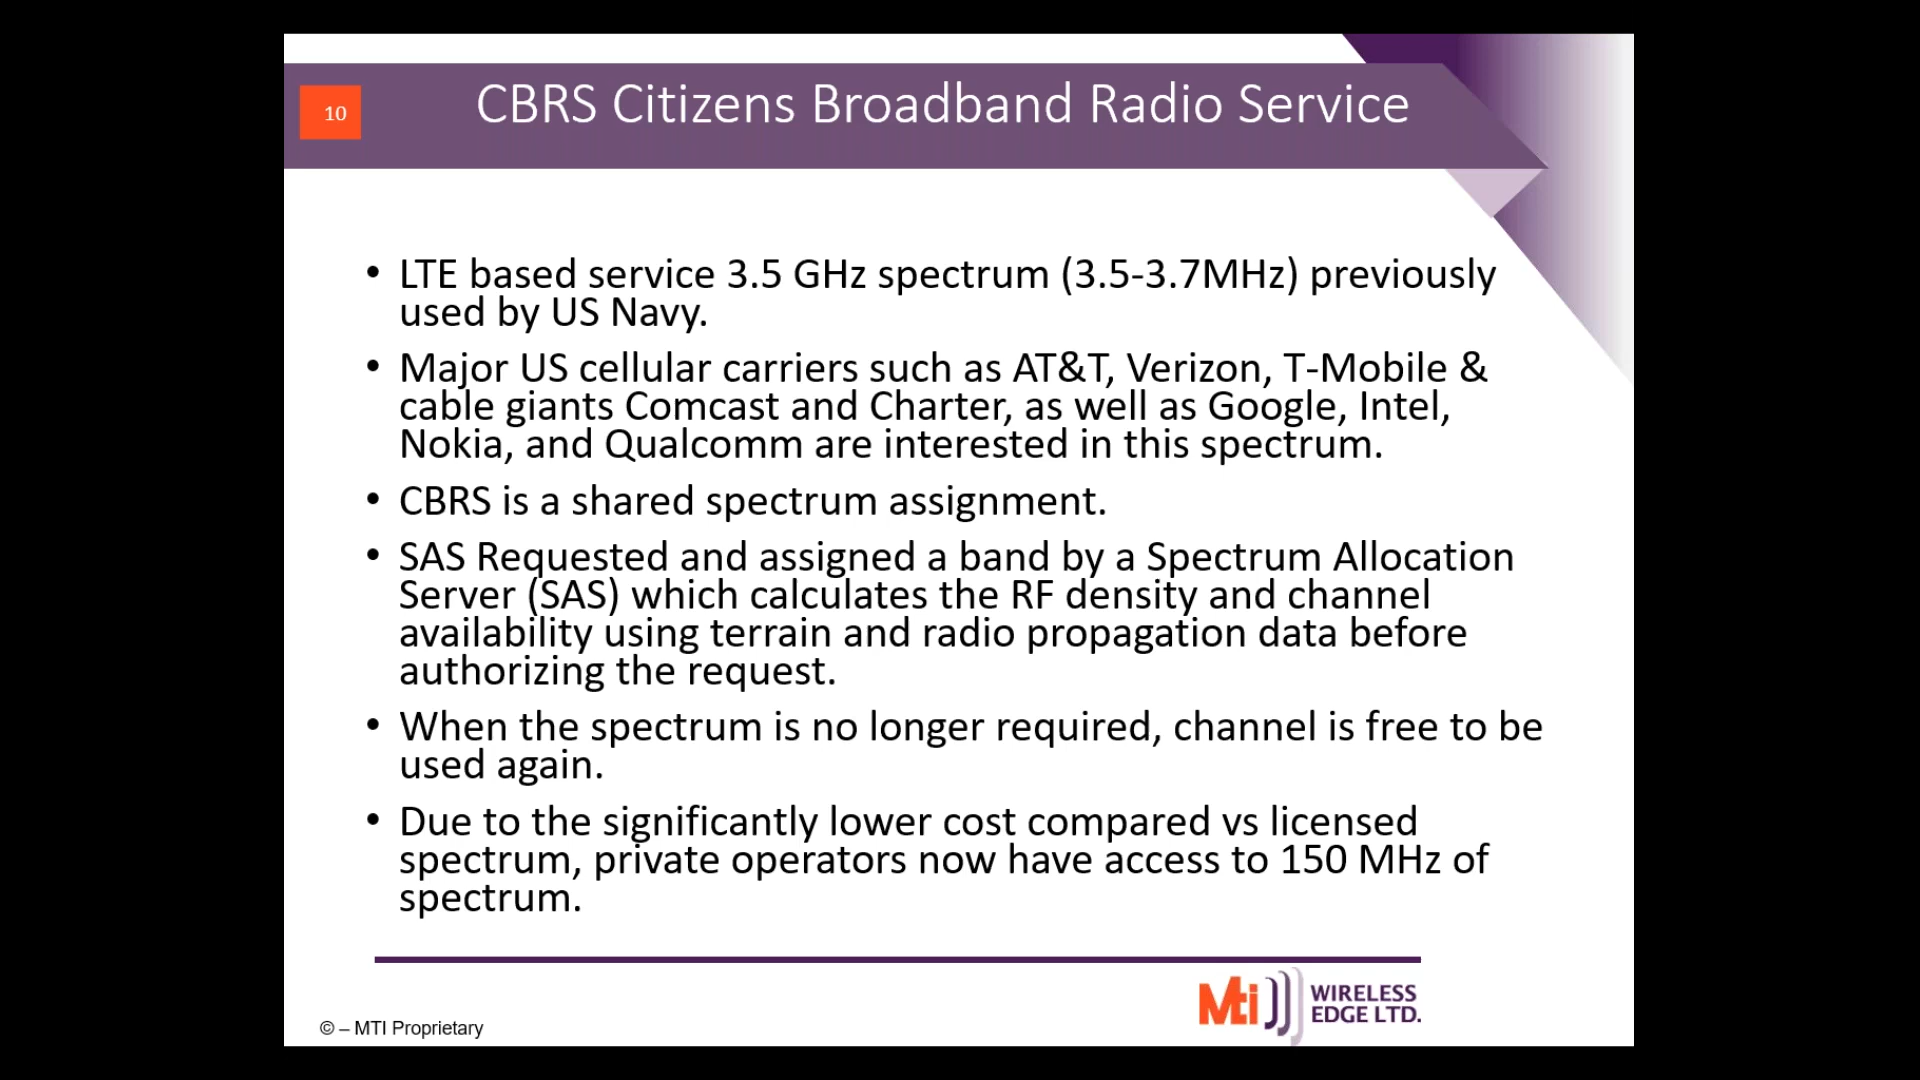 10
CBRS Citizens Broadband Radio Service
• LTE based service 3.5 GHz spectrum (3.5-3.7MHz) previously
used by US Navy.
• Major US cellular carriers such as AT&T, Verizon, T-Mobile &
cable giants Comcast and Charter, as well as Google, Intel,
Nokia, and Qualcomm are interested in this spectrum.
• CBRS is a shared spectrum assignment.
• SAS Requested and assigned a band by a Spectrum Allocation
Server (SAS) which calculates the RF density and channel
availability using terrain and radio propagation data before
authorizing the request.
• When the spectrum is no longer required, channel is free to be
used again.
• Due to the significantly lower cost compared vs licensed
spectrum, private operators now have access to 150 MHz of
spectrum.
Mti WIRELESS
EDGE LTD.
© – MTI Proprietary